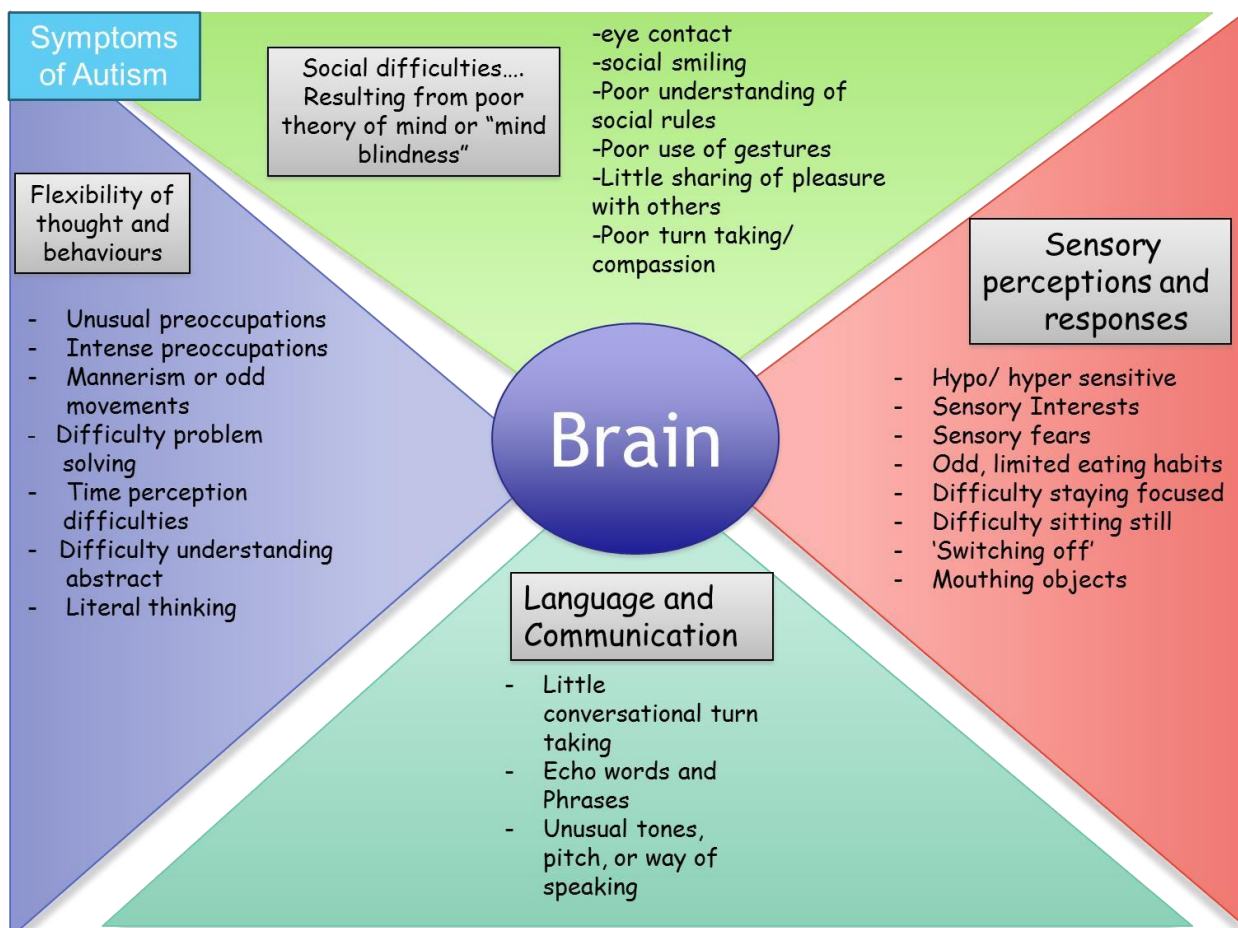 Symptoms
of Autism
Social difficulties....
Resulting from poor
theory of mind or “mind
blindness”
-eye contact
-social smiling
-Poor understanding of
social rules
-Poor use of gestures
-Little sharing of pleasure
with others
-Poor turn taking/
compassion
Flexibility of
thought and
behaviours
- Unusual preoccupations
- Intense preoccupations
- Mannerism or odd
movements
- Difficulty problem
solving
- Time perception
difficulties
- Difficulty understanding
abstract
- Literal thinking
Brain
Sensory
perceptions and
responses
- Hypo/ hyper sensitive
- Sensory Interests
- Sensory fears
- Odd, limited eating habits
- Difficulty staying focused
- Difficulty sitting still
- ‘Switching off’
- Mouthing objects
Language and
Communication
- Little
conversational turn
taking
- Echo words and
Phrases
- Unusual tones,
pitch, or way of
speaking